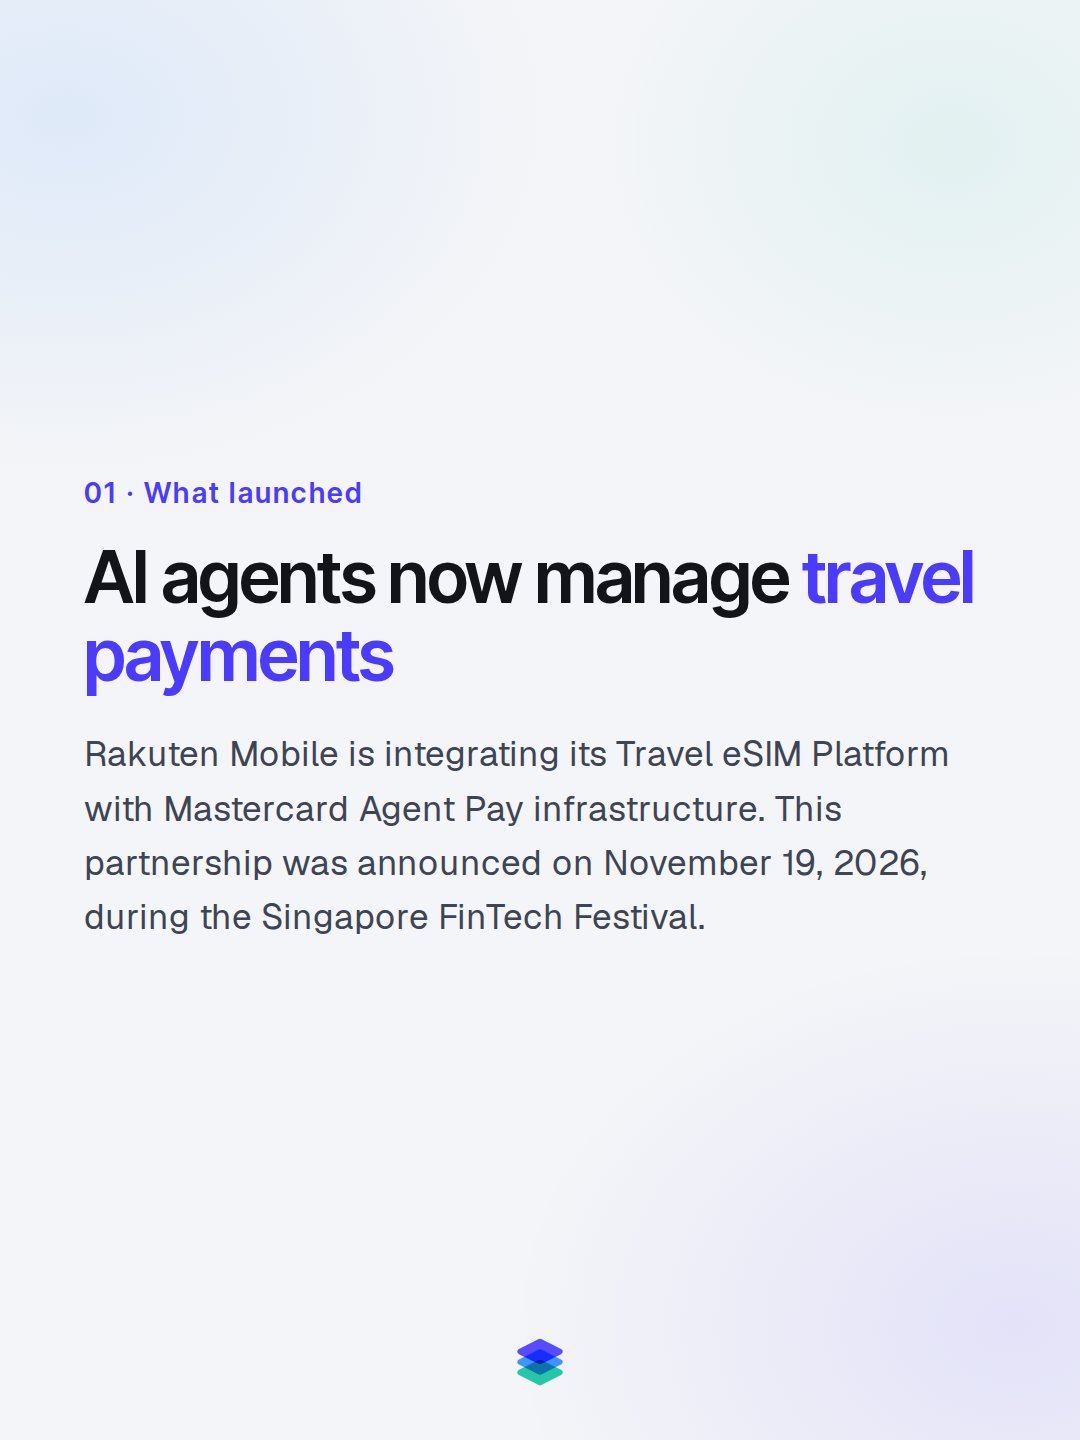 01 · What launched
AI agents now manage travel
payments
Rakuten Mobile is integrating its Travel eSIM Platform
with Mastercard Agent Pay infrastructure. This
partnership was announced on November 19, 2026,
during the Singapore FinTech Festival.